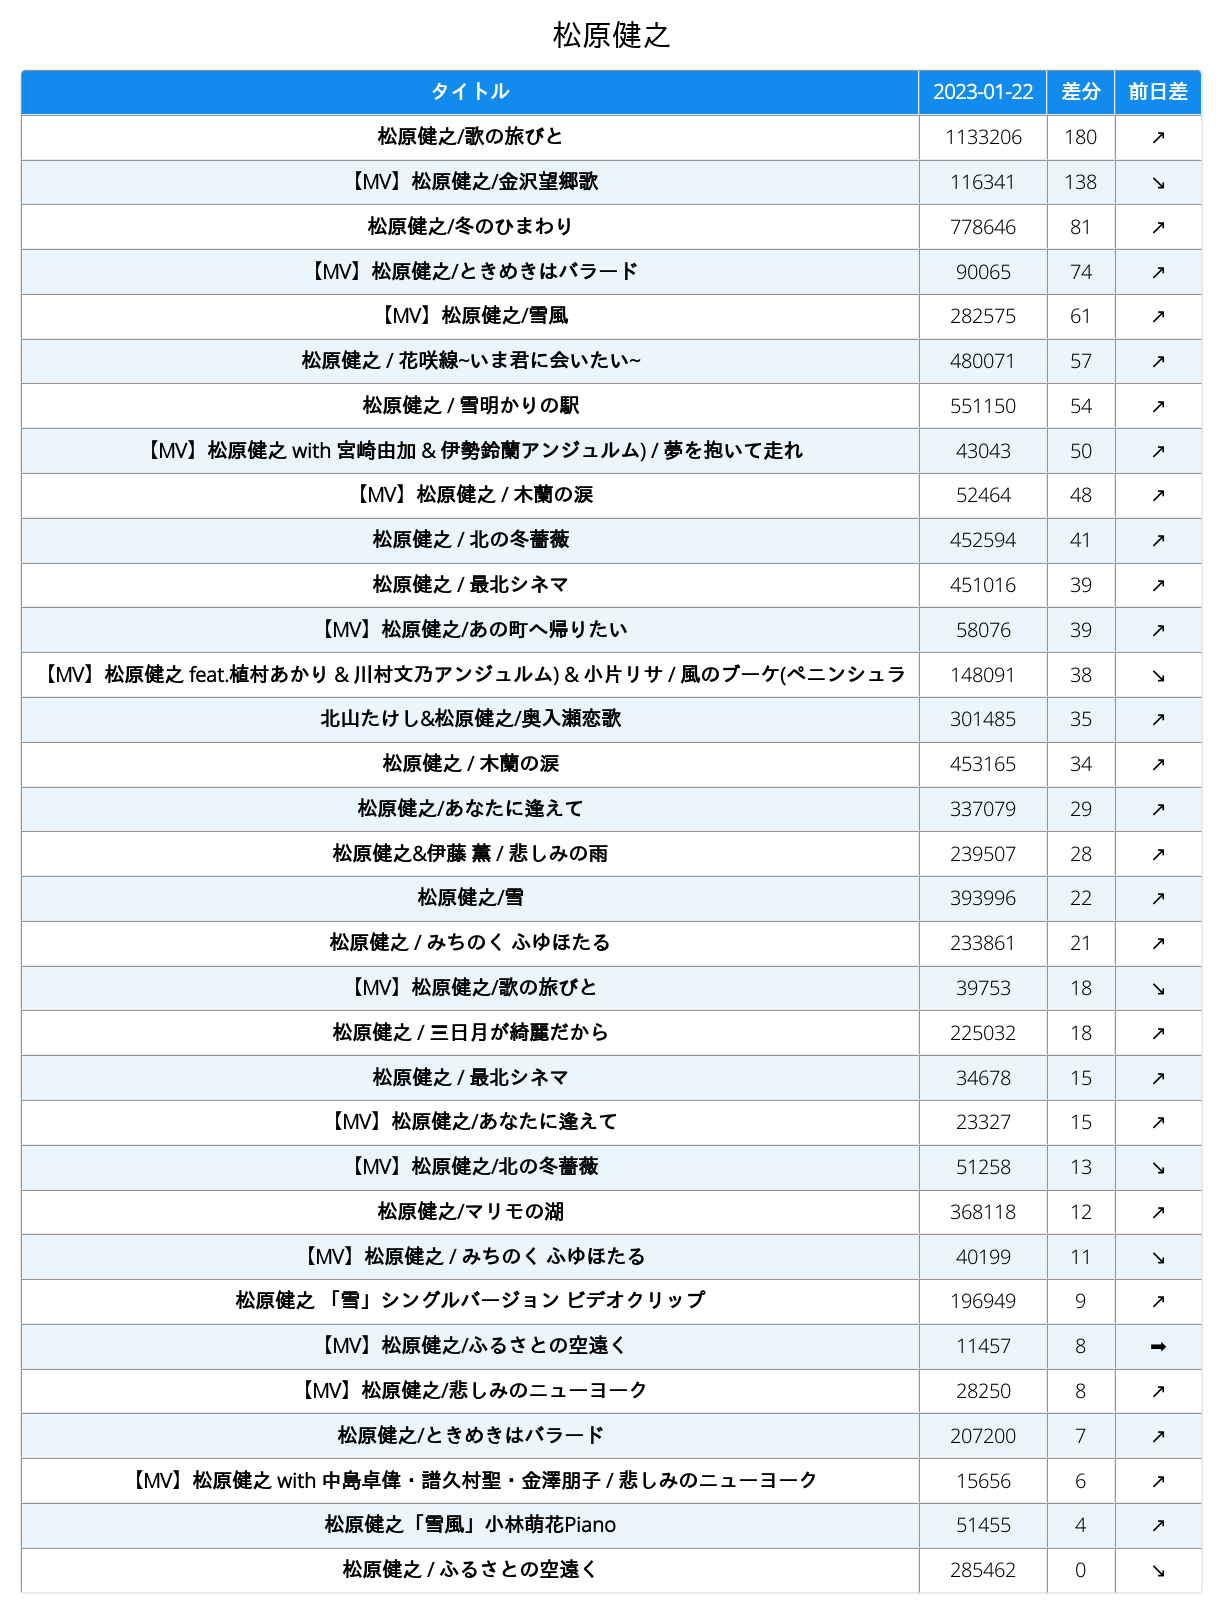 松原健之
タイトル 2023-01-22 差分 前日差
松原健之/歌の旅びと 1133206 180 ↗
【MV】松原健之/金沢望郷歌 116341 138 ↘
松原健之/冬のひまわり 778646 81 ↗
【MV】松原健之/ときめきはバラード 90065 74 ↗
【MV】松原健之/雪風 282575 61 ↗
松原健之 / 花咲線~いま君に会いたい~ 480071 57 ↗
松原健之 / 雪明かりの駅 551150 54 ↗
【MV】松原健之 with 宮崎由加 & 伊勢鈴蘭アンジュルム) / 夢を抱いて走れ 43043 50 ↗
【MV】松原健之 / 木蘭の涙 52464 48 ↗
松原健之 / 北の冬薔薇 452594 41 ↗
松原健之 / 最北シネマ 451016 39 ↗
【MV】松原健之/あの町へ帰りたい 58076 39 ↗
【MV】松原健之 feat.植村あかり & 川村文乃アンジュルム) & 小片リサ / 風のブーケ(ペニンシュラ 148091 38 ↘
北山たけし&松原健之/奥入瀬恋歌 301485 35 ↗
松原健之 / 木蘭の涙 453165 34 ↗
松原健之/あなたに逢えて 337079 29 ↗
松原健之&伊藤 薫 / 悲しみの雨 239507 28 ↗
松原健之/雪 393996 22 ↗
松原健之 / みちのく ふゆほたる 233861 21 ↗
【MV】松原健之/歌の旅びと 39753 18 ↘
松原健之 / 三日月が綺麗だから 225032 18 ↗
松原健之 / 最北シネマ 34678 15 ↗
【MV】松原健之/あなたに逢えて 23327 15 ↗
【MV】松原健之/北の冬薔薇 51258 13 ↘
松原健之/マリモの湖 368118 12 ↗
【MV】松原健之 / みちのく ふゆほたる 40199 11 ↘
松原健之 「雪」シングルバージョン ビデオクリップ 196949 9 ↗
【MV】松原健之/ふるさとの空遠く 11457 8 ➡
【MV】松原健之/悲しみのニューヨーク 28250 8 ↗
松原健之/ときめきはバラード 207200 7 ↗
【MV】松原健之 with 中島卓偉・譜久村聖・金澤朋子 / 悲しみのニューヨーク 15656 6 ↗
松原健之「雪風」小林萌花Piano 51455 4 ↗
松原健之 / ふるさとの空遠く 285462 0 ↘